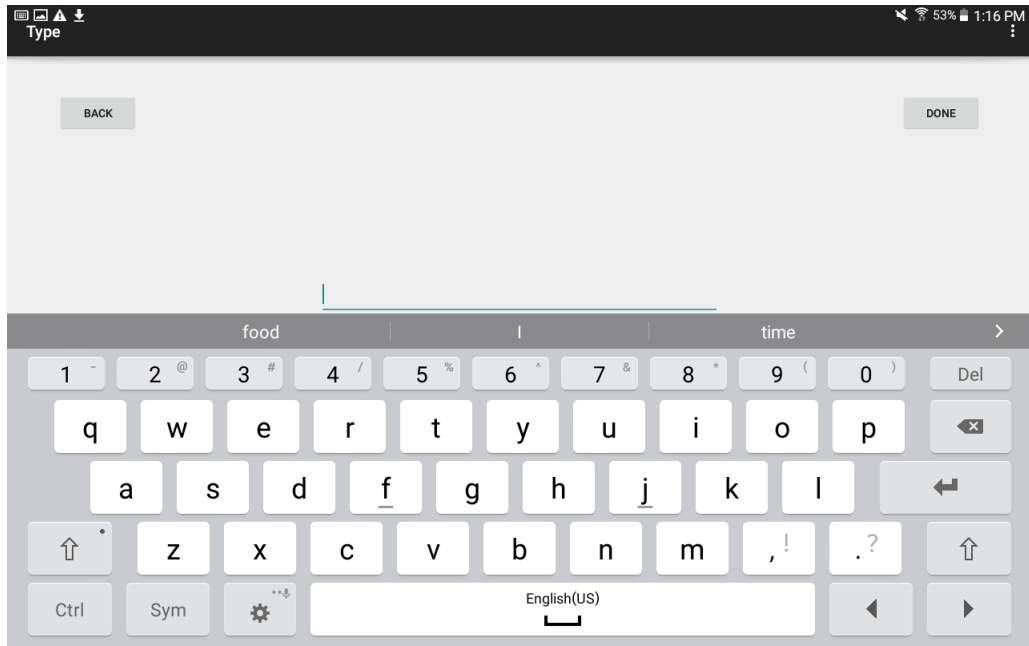 53% 1:16 PM
Type
BACK DONE
food I time
1 - 2 @ 3 # 4 / 5 % 6 ^ 7 & 8 * 9 ( 0 ) Del
q w e r t y u i o p
a s d f g h j k l
z x c v b n m , ! . ?
Ctrl Sym English(US)